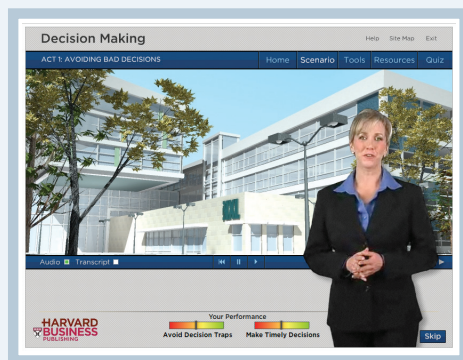 Decision Making
Help Site Map Exit
ACT 1: AVOIDING BAD DECISIONS
Home Scenario Tools Resources Quiz
Audio Transcript
Your Performance
Avoid Decision Traps Make Timely Decisions
HARVARD
BUSINESS
PUBLISHING
Skip